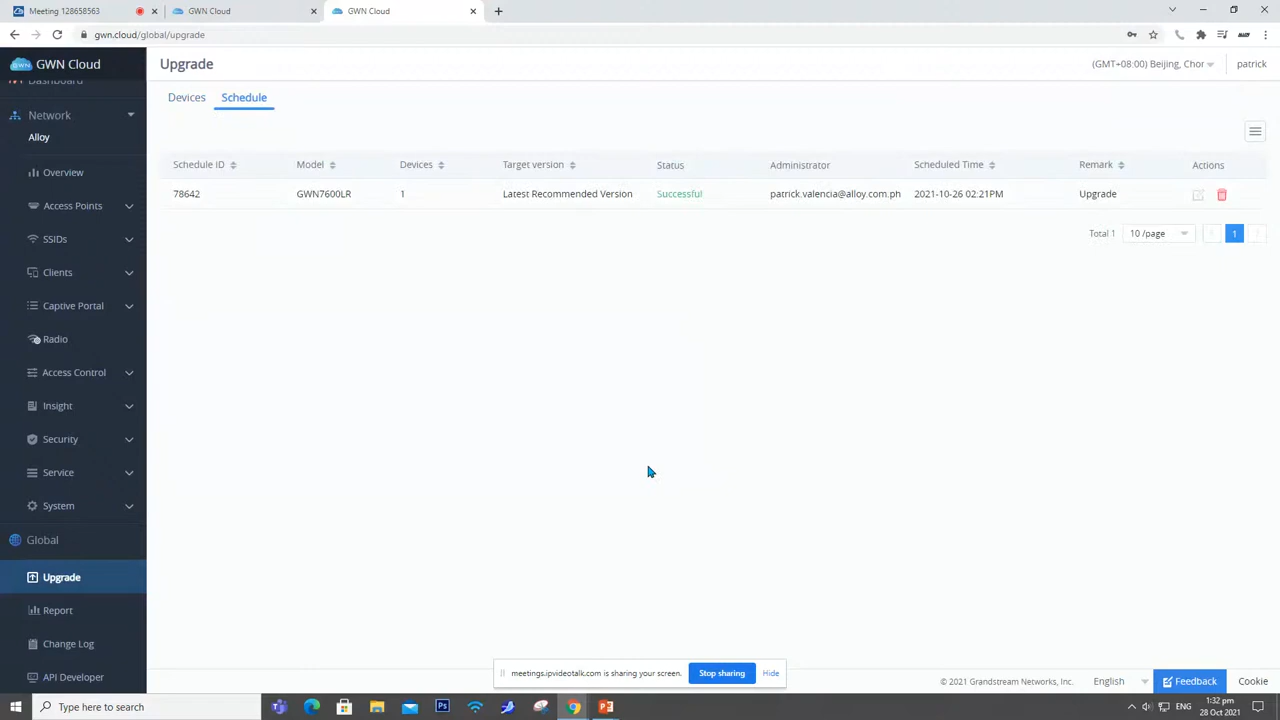 Meeting 128658563
GWN Cloud
GWN Cloud
gwn.cloud/global/upgrade
GWN Cloud
Upgrade
(GMT+08:00) Beijing, Chor
patrick
Dashboard
Devices
Schedule
Network
Alloy
Schedule ID
Model
Devices
Target version
Status
Administrator
Scheduled Time
Remark
Actions
78642
GWN7600LR
1
Latest Recommended Version
Successful
patrick.valencia@alloy.com.ph
2021-10-26 02:21PM
Upgrade
Total 1
10 /page
1
Overview
Access Points
SSIDs
Clients
Captive Portal
Radio
Access Control
Insight
Security
Service
System
Global
Upgrade
Report
Change Log
API Developer
meetings.ipvideotalk.com is sharing your screen.
Stop sharing
Hide
© 2021 Grandstream Networks, Inc.
English
Feedback
Cookie
Type here to search
ENG
1:32 pm
28 Oct 2021